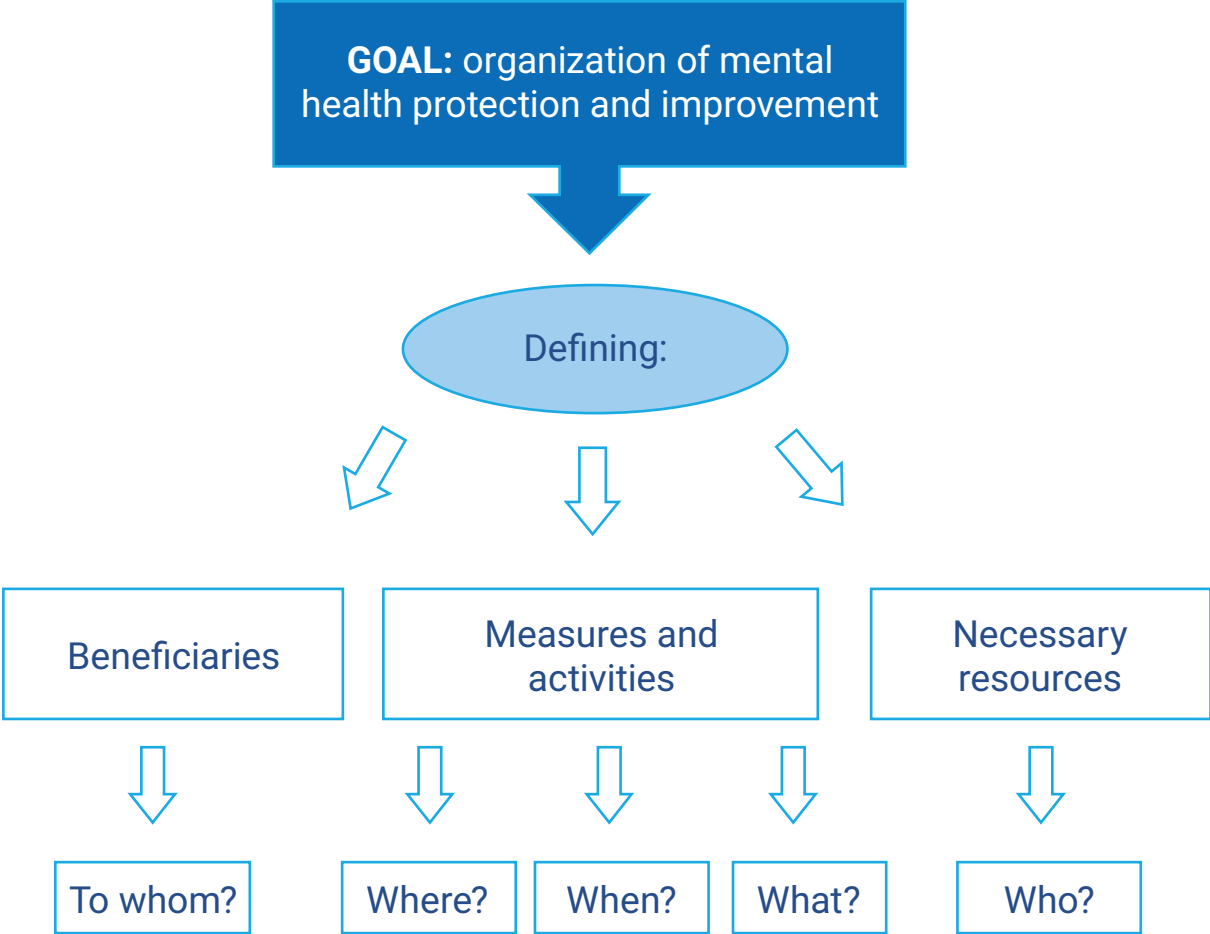 GOAL: organization of mental
health protection and improvement
Defining:
Beneficiaries
Measures and
activities
Necessary
resources
To whom?
Where?
When?
What?
Who?